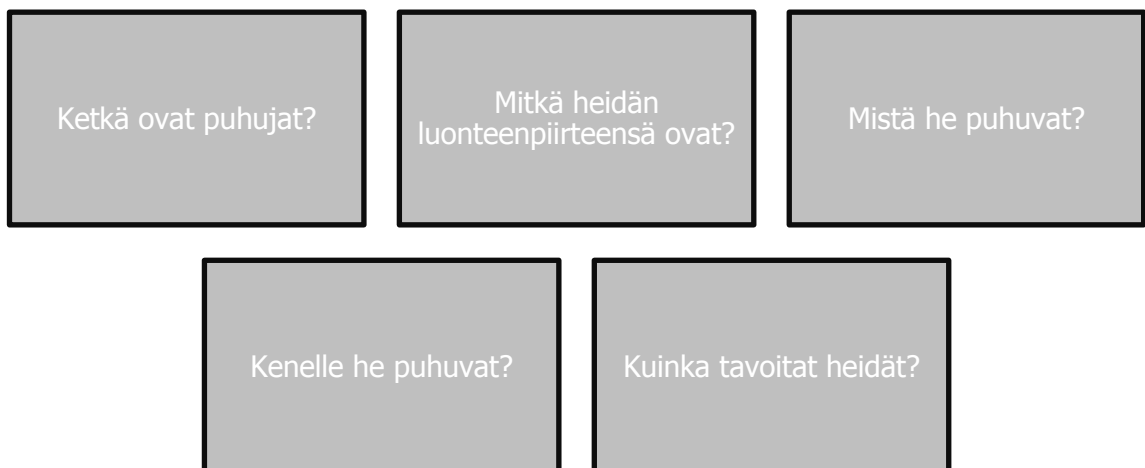 Ketkä ovat puhujat?
Mitkä heidän
luonteenpiirteensä ovat?
Mistä he puhuvat?
Kenelle he puhuvat?
Kuinka tavoitat heidät?